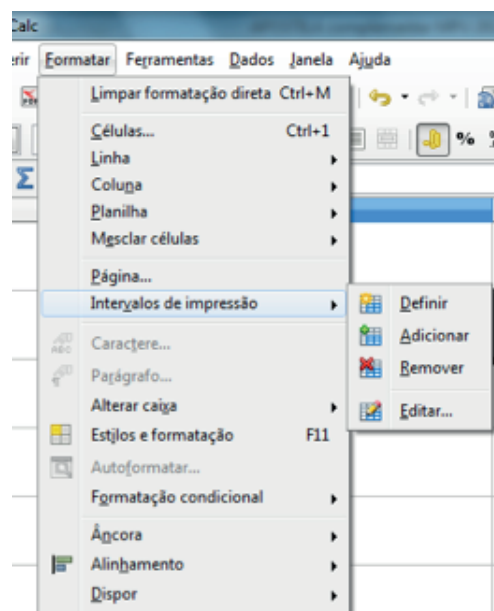 Calc
erir Formatar Ferramentas Dados Janela Ajuda
Limpar formatação direta Ctrl+M
Células... Ctrl+1
%
Linha
Σ
Coluna
Planilha
Mesclar células
Página...
Intervalos de impressão
Definir
Adicionar
Remover
Editar...
Caractere...
Parágrafo...
Alterar caixa
Estilos e formatação F11
Autoformatar...
Formatação condicional
Âncora
Alinhamento
Dispor